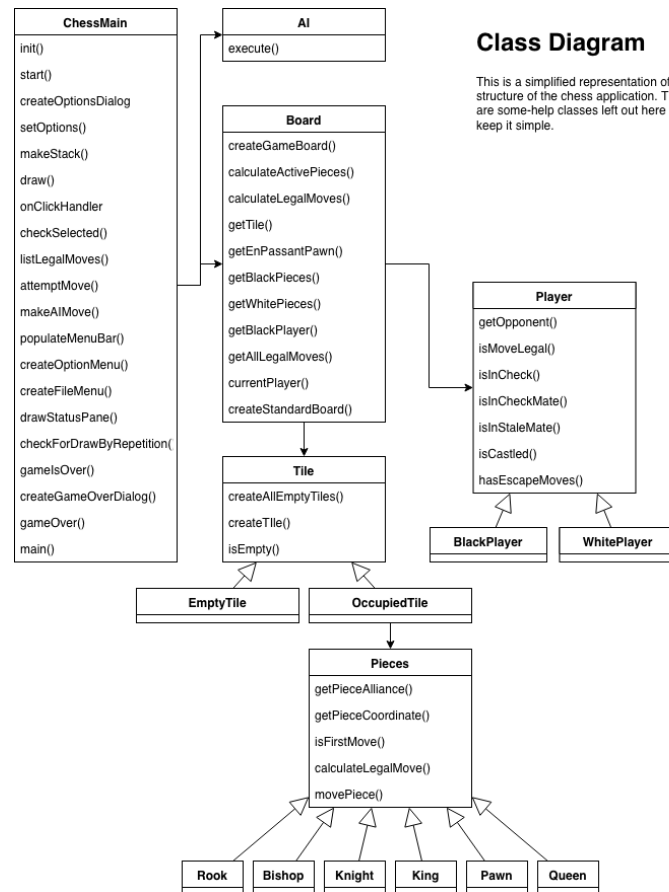 ChessMain
init()
start()
createOptionsDialog
setOptions()
makeStack()
draw()
onClickHandler
checkSelected()
listLegalMoves()
attemptMove()
makeAIMove()
populateMenuBar()
createOptionMenu()
createFileMenu()
drawStatusPane()
checkForDrawByRepetition(
gameIsOver()
createGameOverDialog()
gameOver()
main()
AI
execute()
Class Diagram
This is a simplified representation of
structure of the chess application. T
are some-help classes left out here
keep it simple.
Board
createGameBoard()
calculateActivePieces()
calculateLegalMoves()
getTile()
getEnPassantPawn()
getBlackPieces()
getWhitePieces()
getBlackPlayer()
getAllLegalMoves()
currentPlayer()
createStandardBoard()
Player
getOpponent()
isMoveLegal()
isInCheck()
isInCheckMate()
isInStaleMate()
isCastled()
hasEscapeMoves()
BlackPlayer
WhitePlayer
Tile
createAllEmptyTiles()
createTIle()
isEmpty()
EmptyTile
OccupiedTile
Pieces
getPieceAlliance()
getPieceCoordinate()
isFirstMove()
calculateLegalMove()
movePiece()
Rook
Bishop
Knight
King
Pawn
Queen